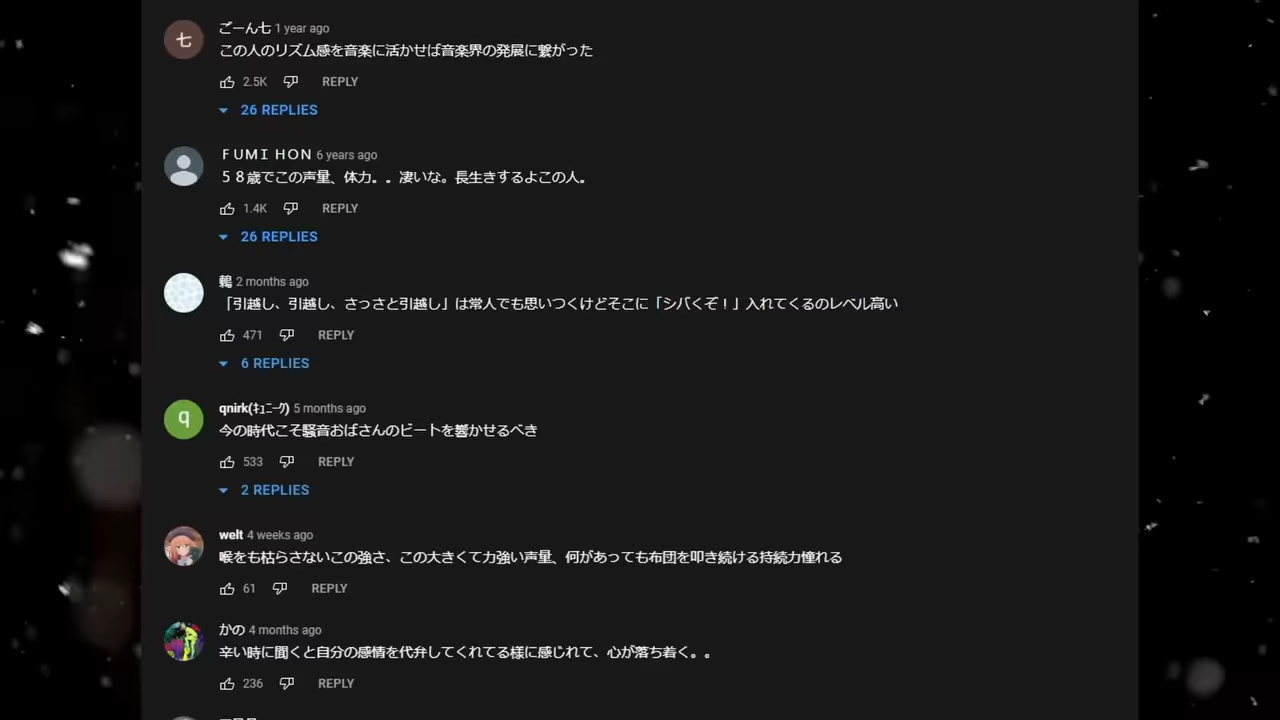 七
ごーん七 1 year ago
この人のリズム感を音楽に活かせば音楽界の発展に繋がった
2.5K REPLY
26 REPLIES
ＦＵＭＩ ＨＯＮ 6 years ago
５８歳でこの声量、体力。。凄いな。長生きするよこの人。
1.4K REPLY
26 REPLIES
2 months ago
「引越し、引越し、さっさと引越し」は常人でも思いつくけどそこに「シバくぞ！」入れてくるのレベル高い
471 REPLY
6 REPLIES
q
qnirk(ｷｭﾆｰｸ) 5 months ago
今の時代こそ騒音おばさんのビートを響かせるべき
533 REPLY
2 REPLIES
welt 4 weeks ago
喉をも枯らさないこの強さ、この大きくて力強い声量、何があっても布団を叩き続ける持続力憧れる
61 REPLY
かの 4 months ago
辛い時に聞くと自分の感情を代弁してくれてる様に感じれて、心が落ち着く。。
236 REPLY